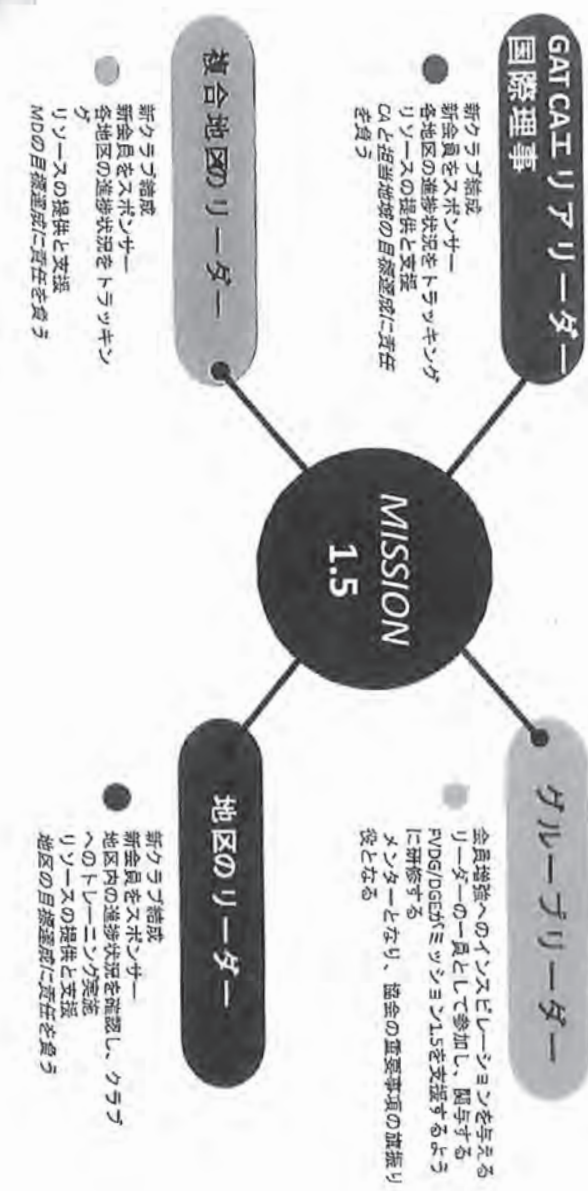 GAT CAエリアリーダー
国際理事
新クラブ結成
新会員をスポンサー
各地区の進捗状況をトラッキング
リソースの提供と支援
CAと担当地域の目標達成に責任
を負う
グループリーダー
会員増強へのインスピレーションを与える
リーダーの一員として参加し、関与する
FVDG/DGEがミッション1.5を支援するよう
に研修する
メンターとなり、協会の重要事項の旗振り
役となる
MISSION
1.5
複合地区のリーダー
新クラブ結成
新会員をスポンサー
各地区の進捗状況をトラッキン
グ
リソースの提供と支援
MDの目標達成に責任を負う
地区のリーダー
新クラブ結成
新会員をスポンサー
地区内の進捗状況を確認し、クラブ
へのトレーニング実施
リソースの提供と支援
地区の目標達成に責任を負う